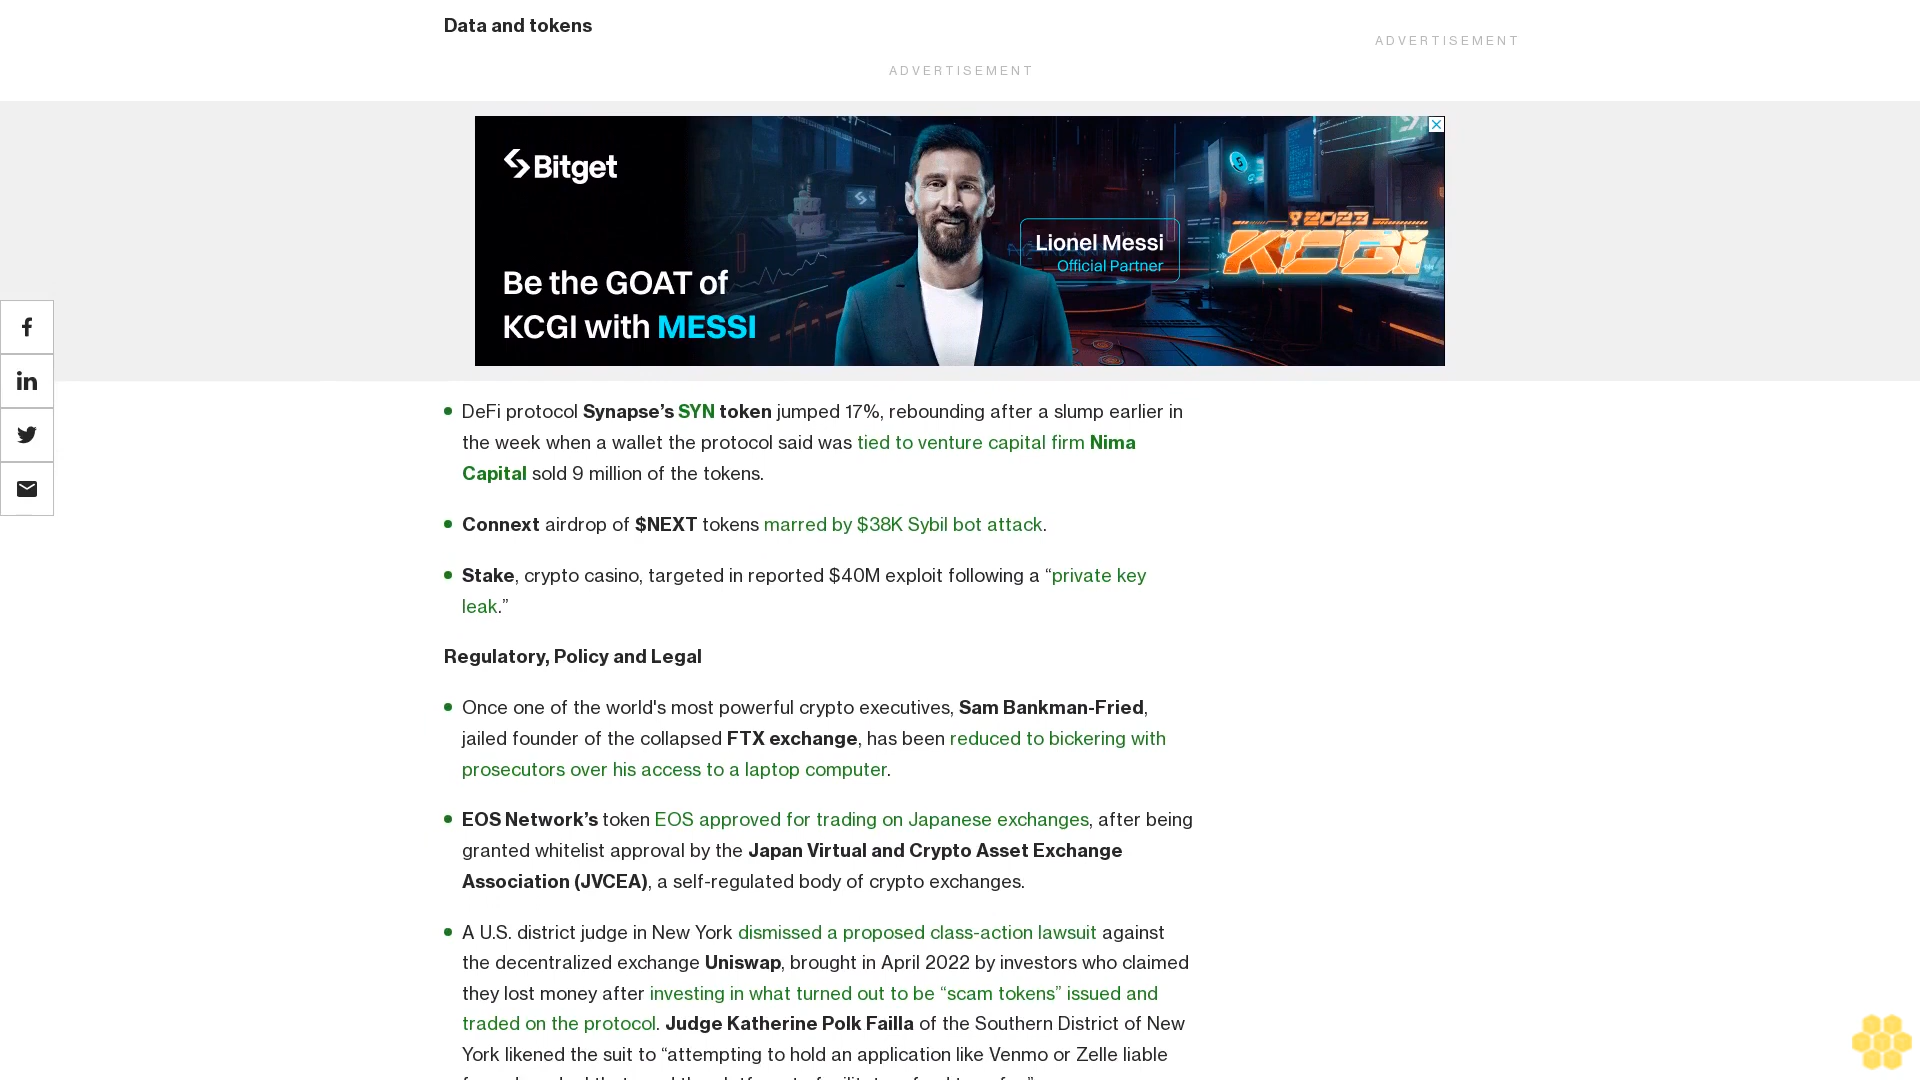 Data and tokens
ADVERTISEMENT
ADVERTISEMENT
Bitget
Lionel Messi
Official Partner
2023
KCGI
Be the GOAT of
KCGI with MESSI
DeFi protocol Synapse’s SYN token jumped 17%, rebounding after a slump earlier in
the week when a wallet the protocol said was tied to venture capital firm Nima
Capital sold 9 million of the tokens.
Connext airdrop of $NEXT tokens marred by $38K Sybil bot attack.
Stake, crypto casino, targeted in reported $40M exploit following a “private key
leak.”
Regulatory, Policy and Legal
Once one of the world's most powerful crypto executives, Sam Bankman-Fried,
jailed founder of the collapsed FTX exchange, has been reduced to bickering with
prosecutors over his access to a laptop computer.
EOS Network’s token EOS approved for trading on Japanese exchanges, after being
granted whitelist approval by the Japan Virtual and Crypto Asset Exchange
Association (JVCEA), a self-regulated body of crypto exchanges.
A U.S. district judge in New York dismissed a proposed class-action lawsuit against
the decentralized exchange Uniswap, brought in April 2022 by investors who claimed
they lost money after investing in what turned out to be “scam tokens” issued and
traded on the protocol. Judge Katherine Polk Failla of the Southern District of New
York likened the suit to “attempting to hold an application like Venmo or Zelle liable